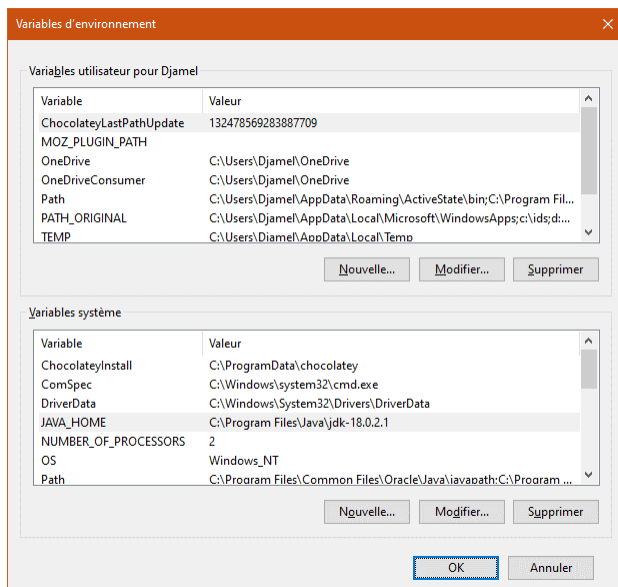 Variables d'environnement
Variables utilisateur pour Djamel
Variable Valeur
ChocolateyLastPathUpdate 132478569283887709
MOZ_PLUGIN_PATH
OneDrive C:\Users\Djamel\OneDrive
OneDriveConsumer C:\Users\Djamel\OneDrive
Path C:\Users\Djamel\AppData\Roaming\ActiveState\bin;C:\Program Fil...
PATH_ORIGINAL C:\Users\Djamel\AppData\Local\Microsoft\WindowsApps;c:\ids;d:...
TEMP C:\Users\Djamel\AppData\Local\Temp
Nouvelle... Modifier... Supprimer
Variables système
Variable Valeur
ChocolateyInstall C:\ProgramData\chocolatey
ComSpec C:\Windows\system32\cmd.exe
DriverData C:\Windows\System32\Drivers\DriverData
JAVA_HOME C:\Program Files\Java\jdk-18.0.2.1
NUMBER_OF_PROCESSORS 2
OS Windows_NT
Path C:\Program Files\Common Files\Oracle\Java\javapath;C:\Program ...
Nouvelle... Modifier... Supprimer
OK Annuler